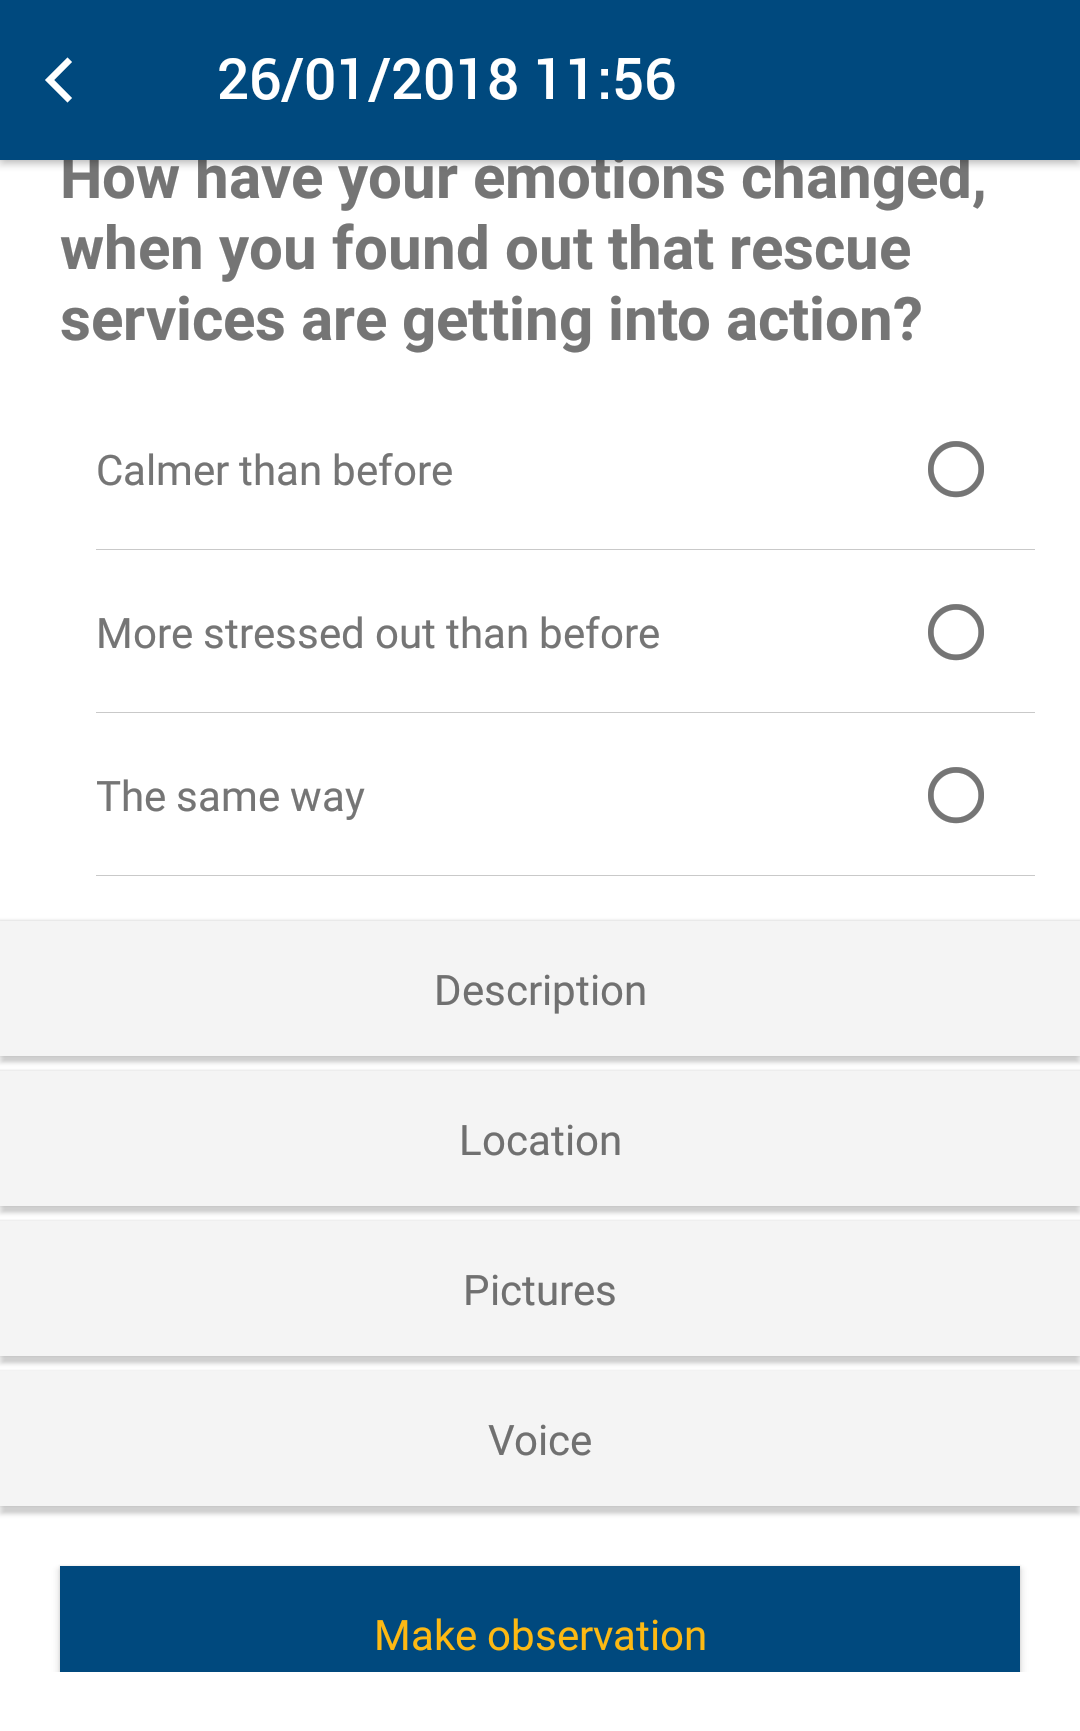 26/01/2018 11:56
How have your emotions changed,
when you found out that rescue
services are getting into action?
Calmer than before
More stressed out than before
The same way
Description
Location
Pictures
Voice
Make observation